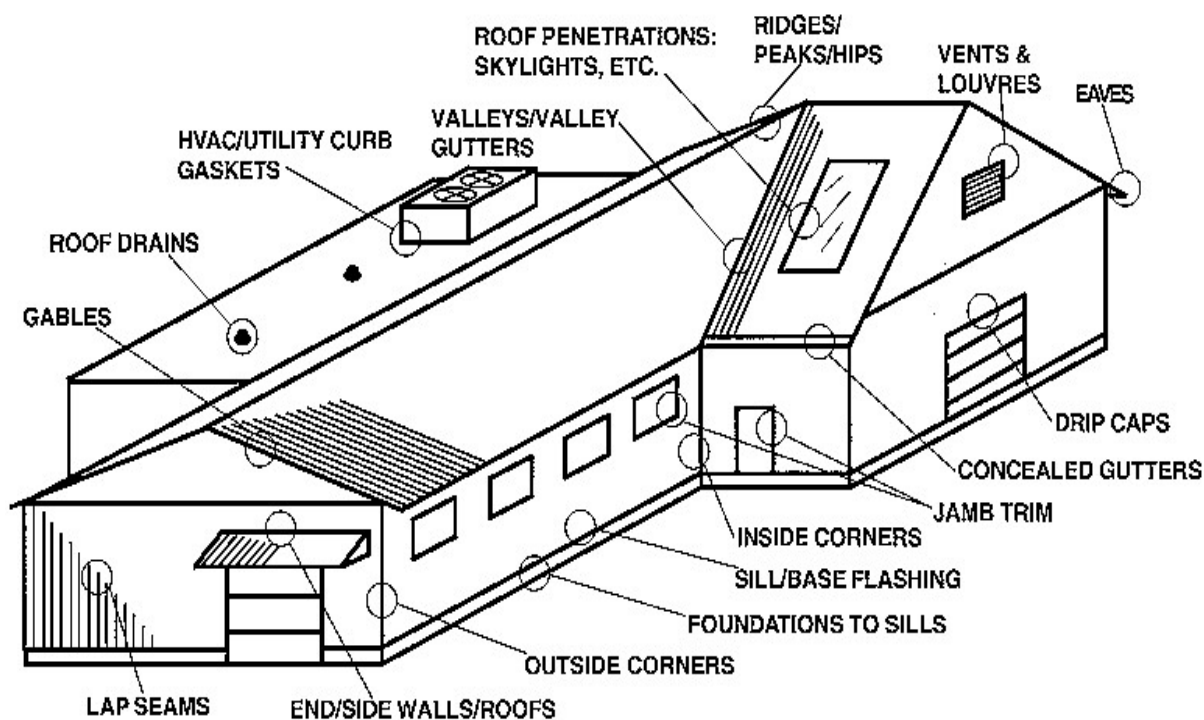 ROOF PENETRATIONS:
SKYLIGHTS, ETC.
RIDGES/
PEAKS/HIPS
VENTS &
LOUVRES
EAVES
HVAC/UTILITY CURB
GASKETS
VALLEYS/VALLEY
GUTTERS
ROOF DRAINS
GABLES
DRIP CAPS
CONCEALED GUTTERS
JAMB TRIM
INSIDE CORNERS
SILL/BASE FLASHING
FOUNDATIONS TO SILLS
OUTSIDE CORNERS
LAP SEAMS
END/SIDE WALLS/ROOFS